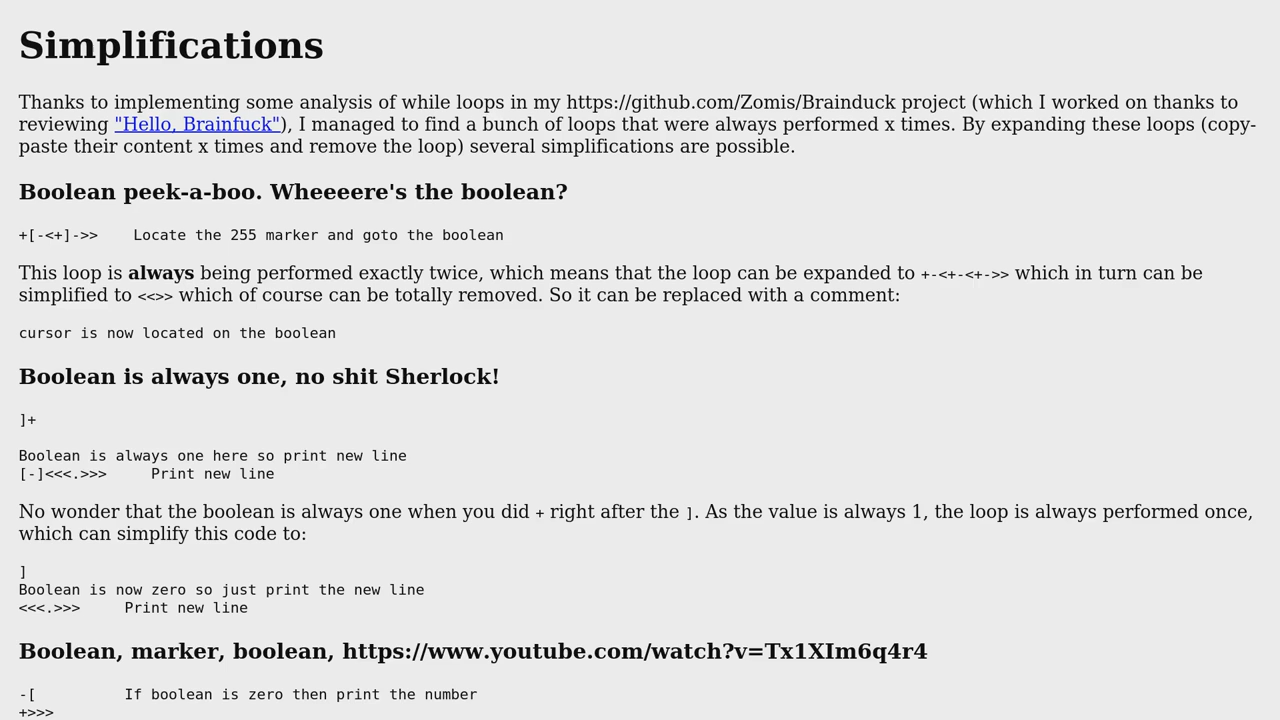 Simplifications
Thanks to implementing some analysis of while loops in my https://github.com/Zomis/Brainduck project (which I worked on thanks to
reviewing "Hello, Brainfuck"), I managed to find a bunch of loops that were always performed x times. By expanding these loops (copy-
paste their content x times and remove the loop) several simplifications are possible.
Boolean peek-a-boo. Wheeeere's the boolean?
+[-<+]->>    Locate the 255 marker and goto the boolean
This loop is always being performed exactly twice, which means that the loop can be expanded to +-<+-<+->> which in turn can be
simplified to <<>> which of course can be totally removed. So it can be replaced with a comment:
cursor is now located on the boolean
Boolean is always one, no shit Sherlock!
]+
Boolean is always one here so print new line
[-]<<<.>>>     Print new line
No wonder that the boolean is always one when you did + right after the ]. As the value is always 1, the loop is always performed once,
which can simplify this code to:
]
Boolean is now zero so just print the new line
<<<.>>>     Print new line
Boolean, marker, boolean, https://www.youtube.com/watch?v=Tx1XIm6q4r4
-[          If boolean is zero then print the number
+>>>